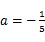 a = −1/5